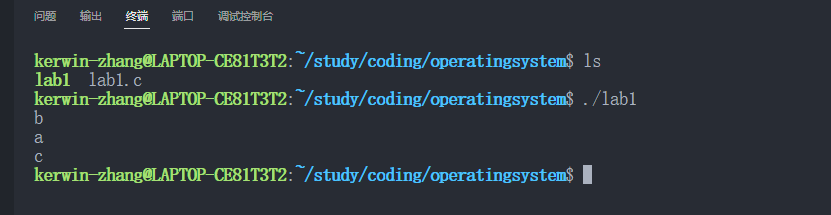 问题 输出 终端 端口 调试控制台
kerwin-zhang@LAPTOP-CE81T3T2:~/study/coding/operatingsystem$ ls
lab1 lab1.c
kerwin-zhang@LAPTOP-CE81T3T2:~/study/coding/operatingsystem$ ./lab1
b
a
c
kerwin-zhang@LAPTOP-CE81T3T2:~/study/coding/operatingsystem$